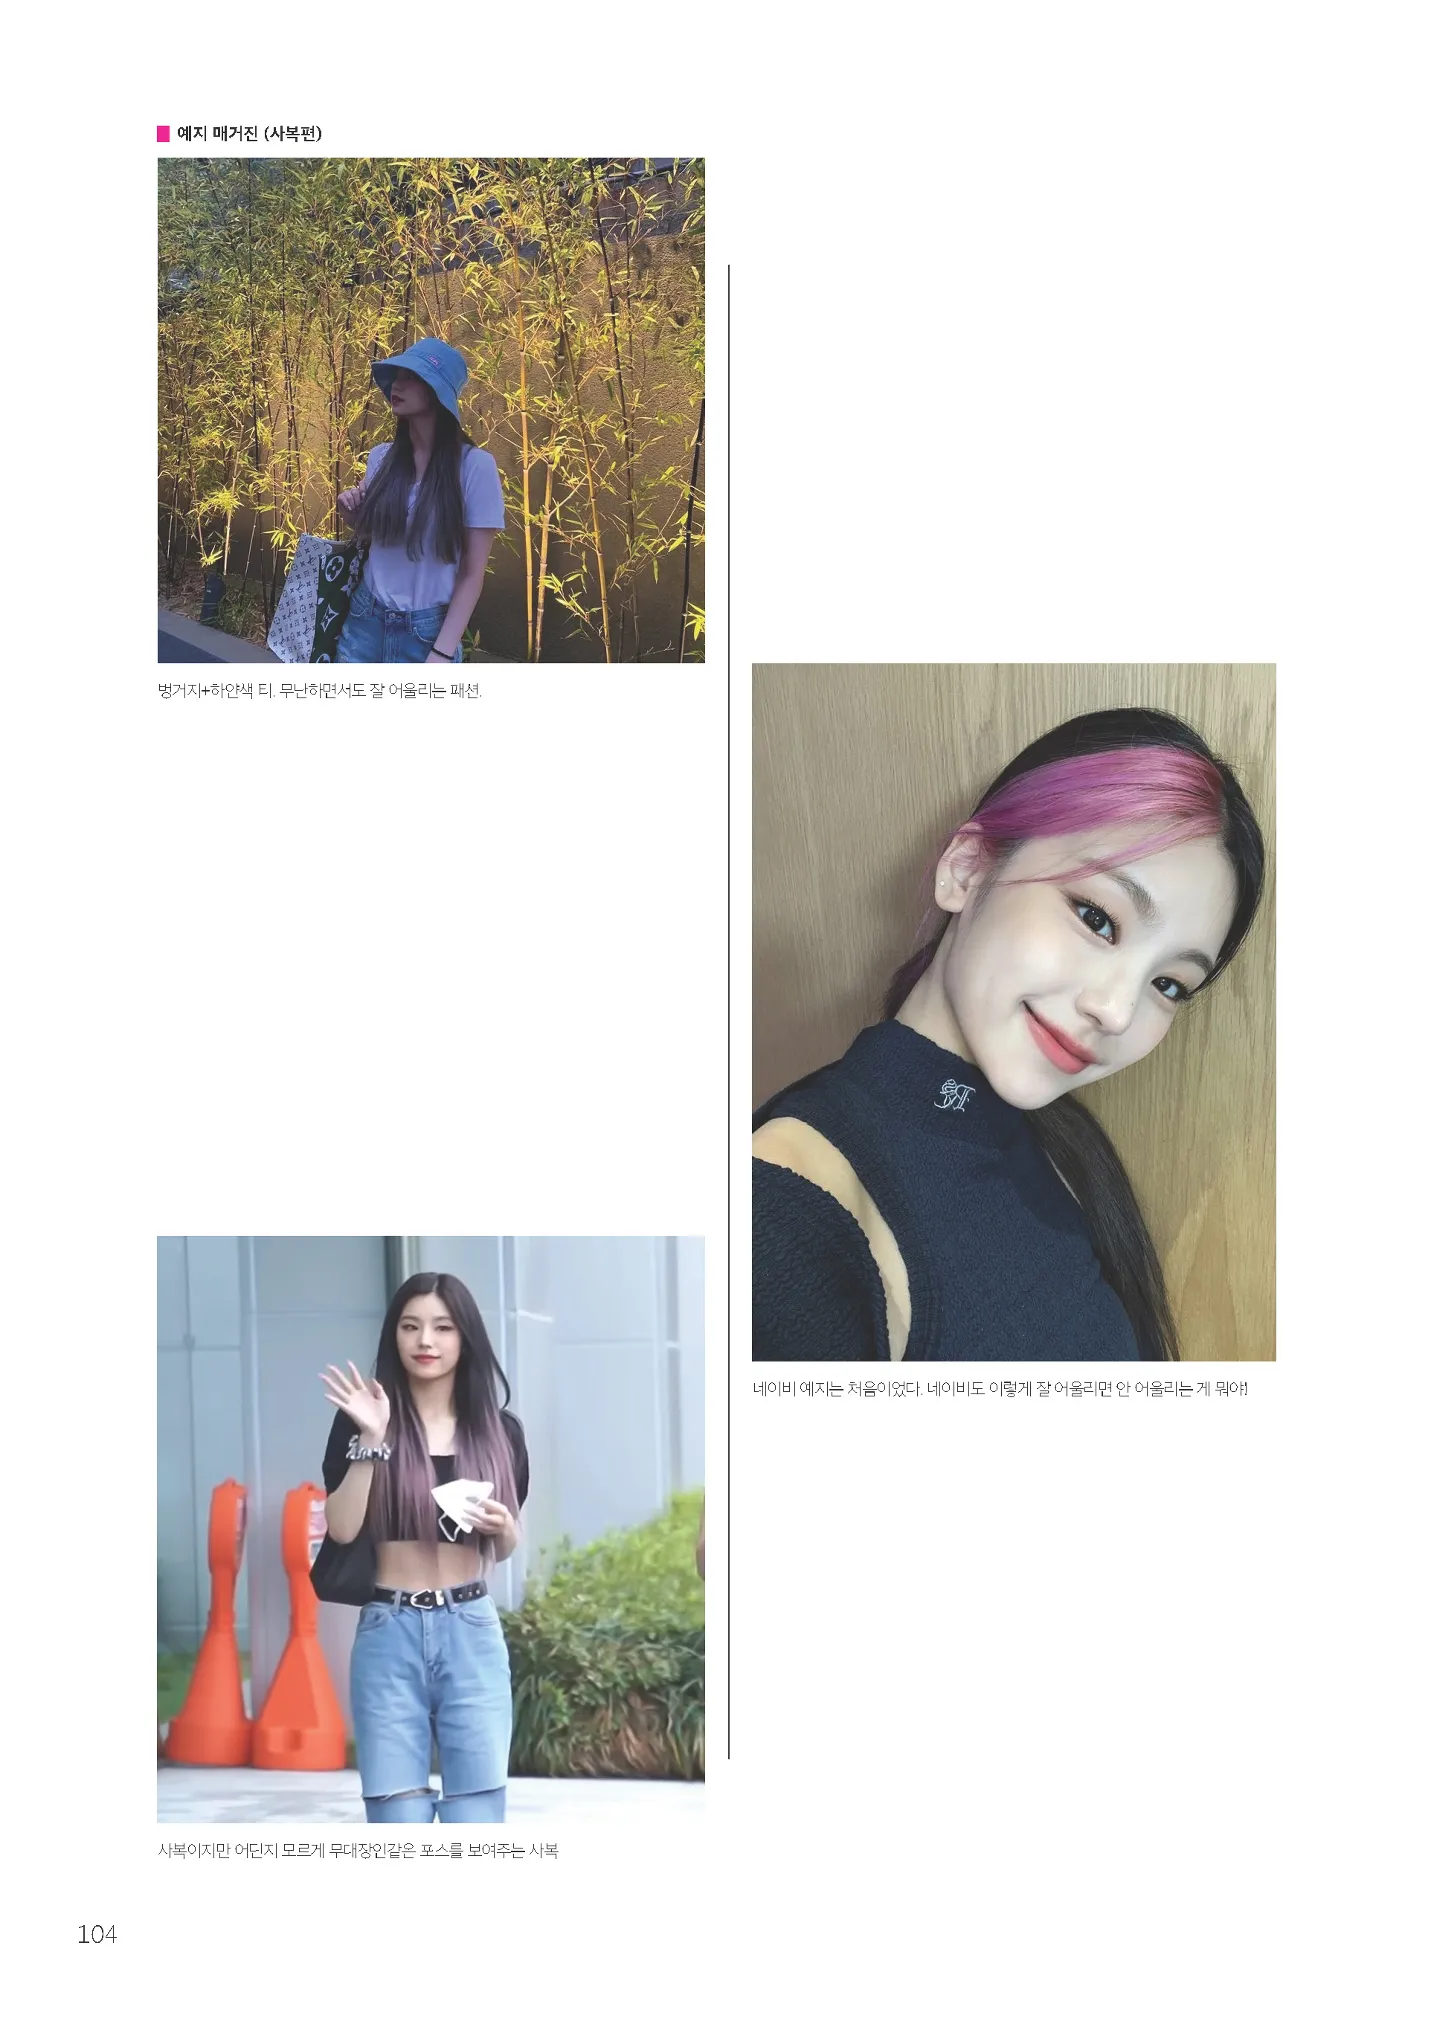 예지 매거진 (사복편)
벙거지+하얀색 티. 무난하면서도 잘 어울리는 패션.
네이비 예지는 처음이었다. 네이비도 이렇게 잘 어울리면 안 어울리는 게 뭐야!
사복이지만 어딘지 모르게 무대장인같은 포스를 보여주는 사복
104